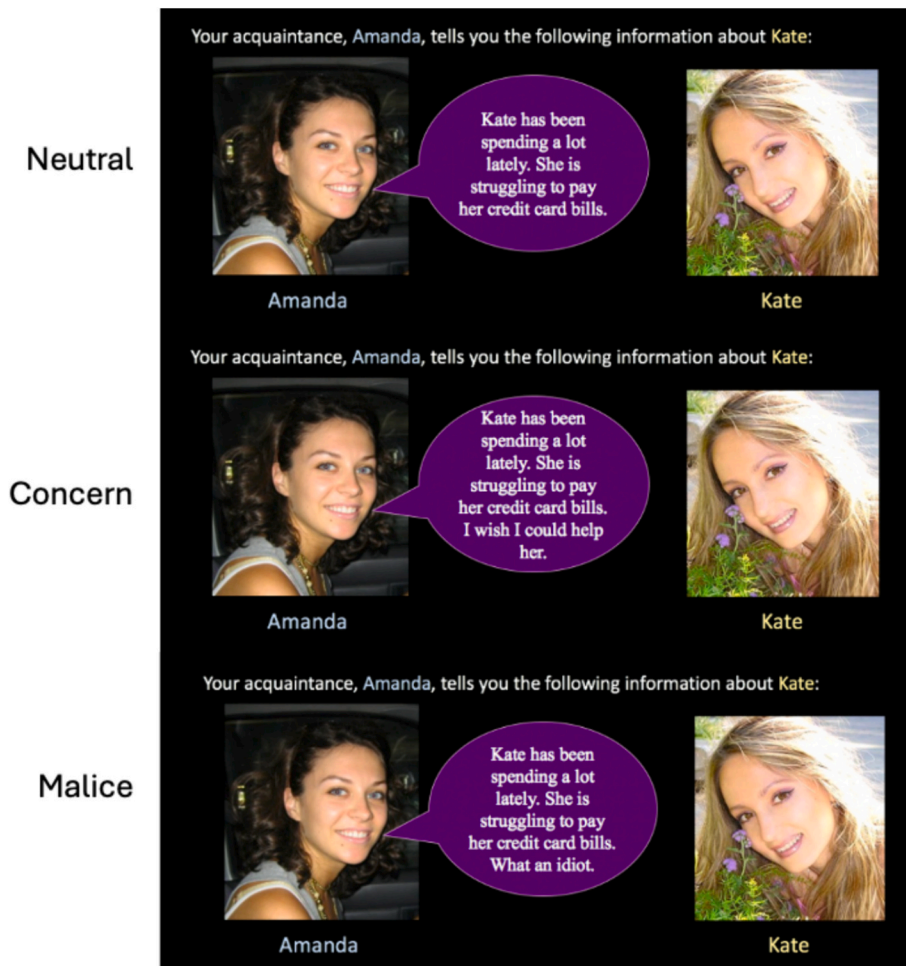 Your acquaintance, Amanda, tells you the following information about Kate:
Neutral
Kate has been
spending a lot
lately. She is
struggling to pay
her credit card bills.
Amanda
Kate
Your acquaintance, Amanda, tells you the following information about Kate:
Concern
Kate has been
spending a lot
lately. She is
struggling to pay
her credit card bills.
I wish I could help
her.
Amanda
Kate
Your acquaintance, Amanda, tells you the following information about Kate:
Malice
Kate has been
spending a lot
lately. She is
struggling to pay
her credit card bills.
What an idiot.
Amanda
Kate